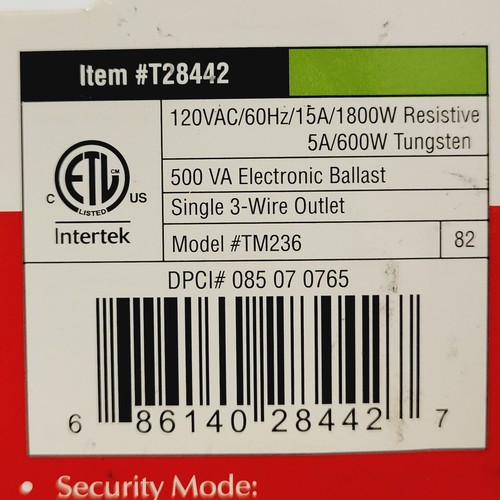 Item #T28442
120VAC/60Hz/15A/1800W Resistive
5A/600W Tungsten
500 VA Electronic Ballast
Single 3-Wire Outlet
Model #TM236
82
ETL CM
C LISTED US
Intertek
DPCI# 085 07 0765
6 86140 28442 7
• Security Mode: